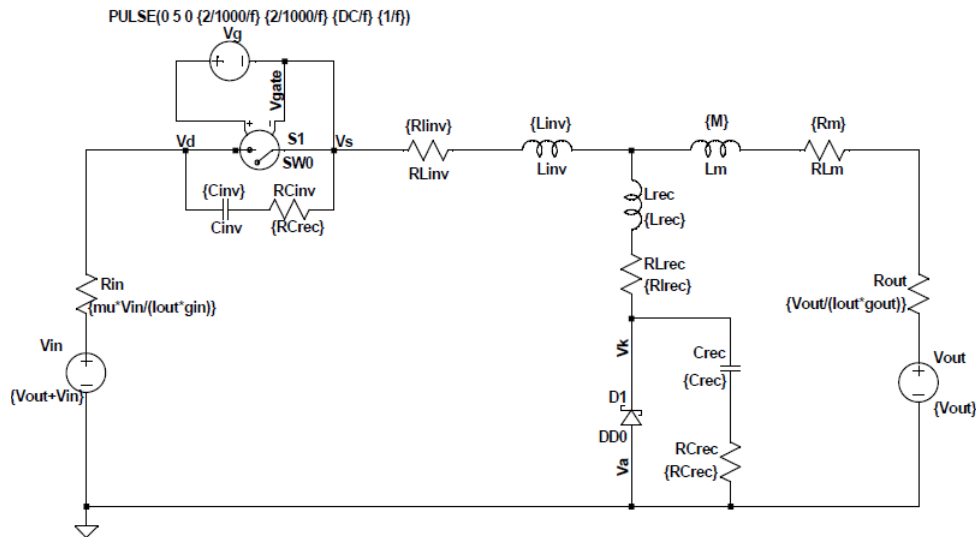 PULSE(0 5 0 {2/1000/f} {2/1000/f} {DC/f} {1/f})
Vg
Vgate
Vd
S1
Vs
SW0
{Cinv}
RCinv
Cinv
{RCrec}
{Rlinv}
RLinv
{Linv}
Linv
{M}
Lm
{Rm}
RLm
Lrec
{Lrec}
RLrec
{Rlrec}
Rin
{mu*Vin/(Iout*gin)}
Vin
{Vout+Vin}
Rout
{Vout/(Iout*gout)}
Vout
{Vout}
Vk
Crec
{Crec}
D1
DD0
Va
RCrec
{RCrec}